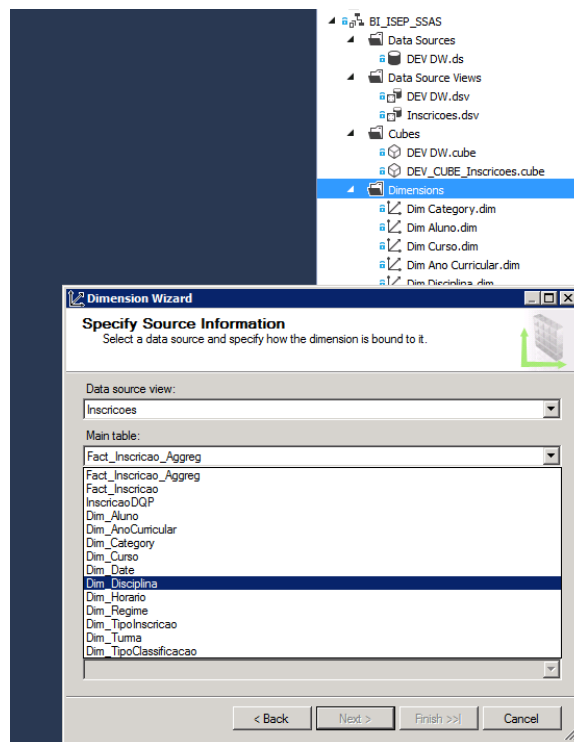 BI_ISEP_SSAS
Data Sources
DEV DW.ds
Data Source Views
DEV DW.dsv
Inscricoes.dsv
Cubes
DEV DW.cube
DEV_CUBE_Inscricoes.cube
Dimensions
Dim Category.dim
Dim Aluno.dim
Dim Curso.dim
Dim Ano Curricular.dim
Dim Disciplina.dim
Dimension Wizard
Specify Source Information
Select a data source and specify how the dimension is bound to it.
Data source view:
Inscricoes
Main table:
Fact_Inscricao_Aggreg
Fact_Inscricao_Aggreg
Fact_Inscricao
InscricaoDQP
Dim_Aluno
Dim_AnoCurricular
Dim_Category
Dim_Curso
Dim_Date
Dim_Disciplina
Dim_Horario
Dim_Regime
Dim_TipoInscricao
Dim_Turma
Dim_TipoClassificacao
< Back Next > Finish >>| Cancel